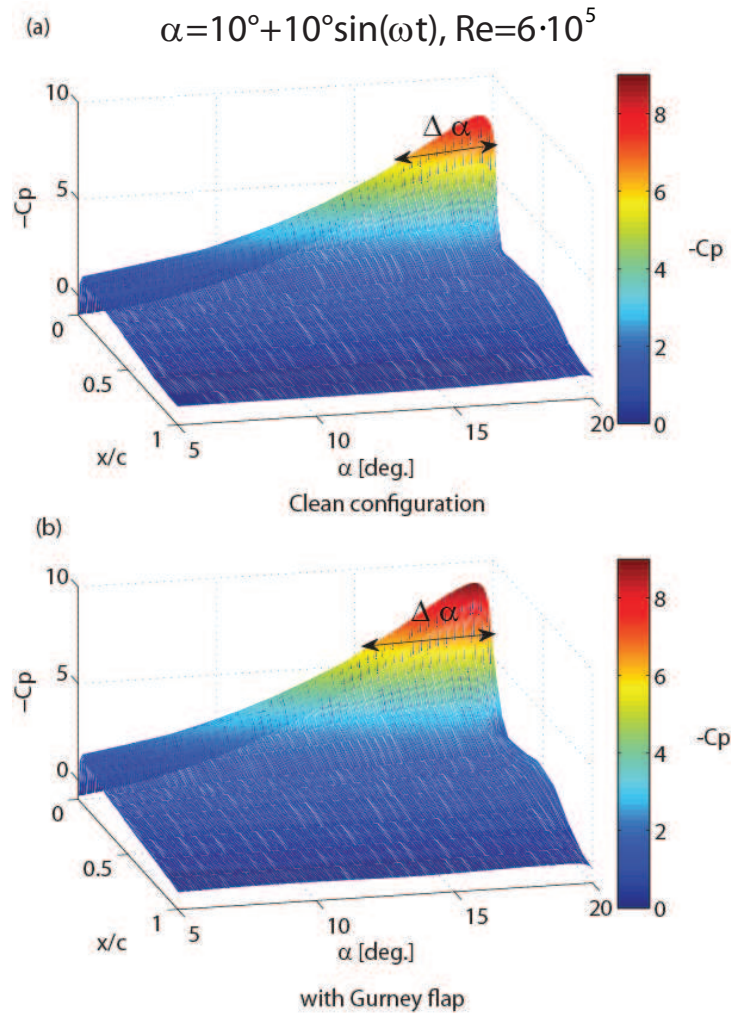 (a)
α=10°+10°sin(ωt), Re=6·10⁵
10
5
0
-Cp
Δ α
0
0.5
1
x/c
5
10
15
20
α [deg.]
8
6
4
2
0
-Cp
Clean configuration
(b)
10
5
0
-Cp
Δ α
0
0.5
1
x/c
5
10
15
20
α [deg.]
8
6
4
2
0
-Cp
with Gurney flap